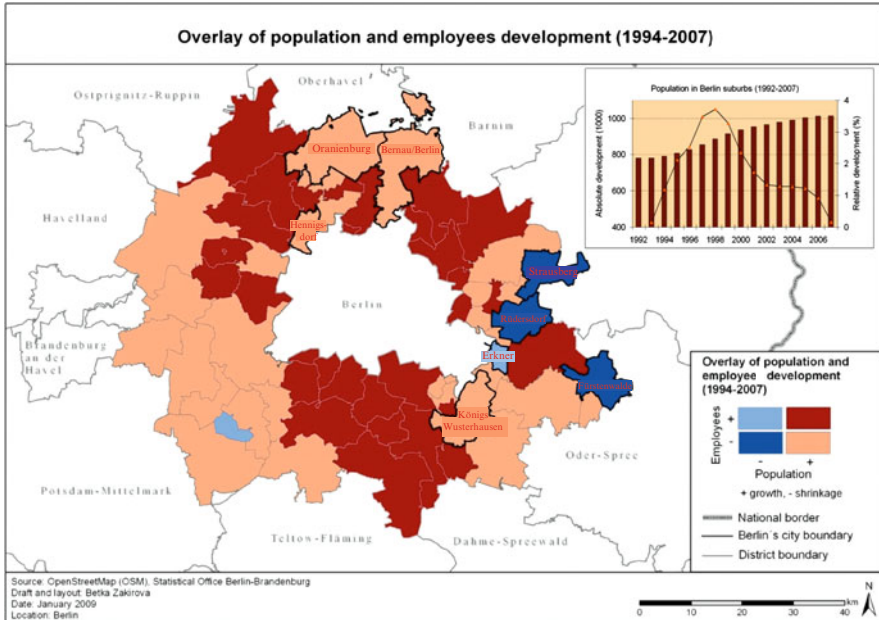 Overlay of population and employees development (1994-2007)
Ostprignitz-Ruppin
Oberhavel
Barnim
Havelland
Oranienburg
Bernau/Berlin
Hennigs-
dorf
Strausberg
Berlin
Rüdersdorf
Brandenburg
an der
Havel
Erkner
Fürstenwalde
Königs
Wusterhausen
Oder-Spree
Potsdam-Mittelmark
Teltow-Fläming
Dahme-Spreewald
Population in Berlin suburbs (1992-2007)
Absolute development (1000)
1000
800
600
400
Relative development (%)
4
3
2
1
0
1992 1994 1996 1998 2000 2002 2004 2006
Overlay of population and
employee development
(1994-2007)
Employees
+
-
- +
Population
+ growth, - shrinkage
National border
Berlin´s city boundary
District boundary
Source: OpenStreetMap (OSM), Statistical Office Berlin-Brandenburg
Draft and layout: Betka Zakirova
Date: January 2009
Location: Berlin
N
km
0 10 20 30 40